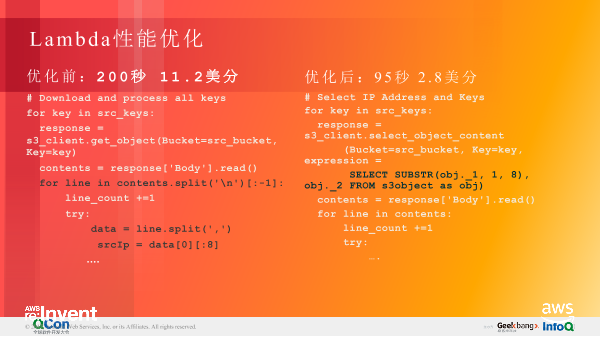 Lambda性能优化
优化前：200秒 11.2美分
# Download and process all keys
for key in src_keys:
response =
s3_client.get_object(Bucket=src_bucket,
Key=key)
contents = response['Body'].read()
for line in contents.split('\n')[:-1]:
line_count +=1
try:
data = line.split(',')
srcIp = data[0][:8]
....
优化后：95秒 2.8美分
# Select IP Address and Keys
for key in src_keys:
response =
s3_client.select_object_content
(Bucket=src_bucket, Key=key,
expression =
SELECT SUBSTR(obj._1, 1, 8),
obj._2 FROM s3object as obj)
contents = response['Body'].read()
for line in contents:
line_count +=1
try:
....
AWS
re:Invent
QCon
全球软件开发大会
Web Services, Inc. or its Affiliates. All rights reserved.
aws
Geekbang>
InfoQ